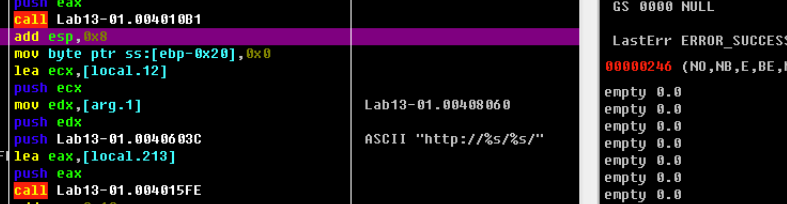 push eax
call Lab13-01.004010B1
add esp,0x8
mov byte ptr ss:[ebp-0x20],0x0
lea ecx,[local.12]
push ecx
mov edx,[arg.1] Lab13-01.00408060
push edx
push Lab13-01.0040603C ASCII "http://%s/%s/"
lea eax,[local.213]
push eax
call Lab13-01.004015FE
GS 0000 NULL
LastErr ERROR_SUCCESS
00000246 (NO,NB,E,BE,
empty 0.0
empty 0.0
empty 0.0
empty 0.0
empty 0.0
empty 0.0
empty 0.0